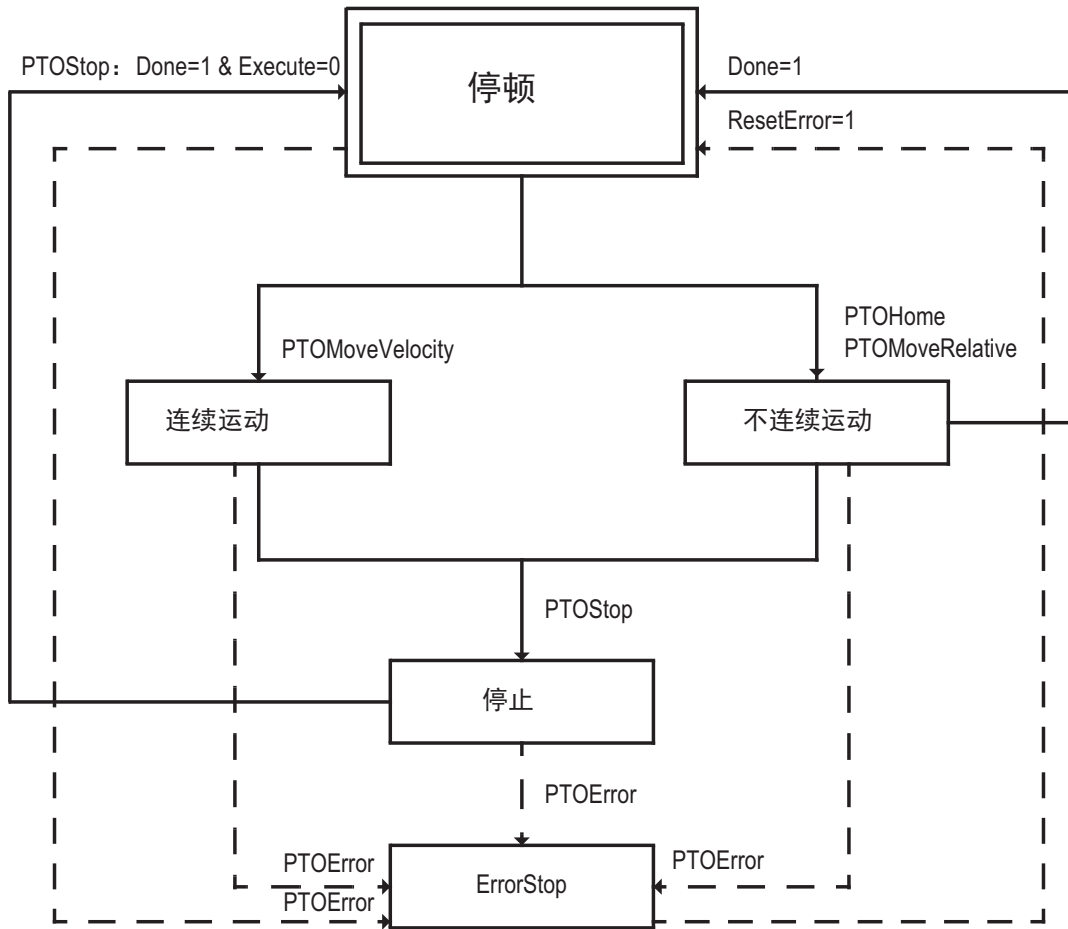 停顿
PTOStop：Done=1 & Execute=0
Done=1
ResetError=1
PTOMoveVelocity
PTOHome
PTOMoveRelative
连续运动
不连续运动
PTOStop
停止
PTOError
PTOError
PTOError
ErrorStop
PTOError